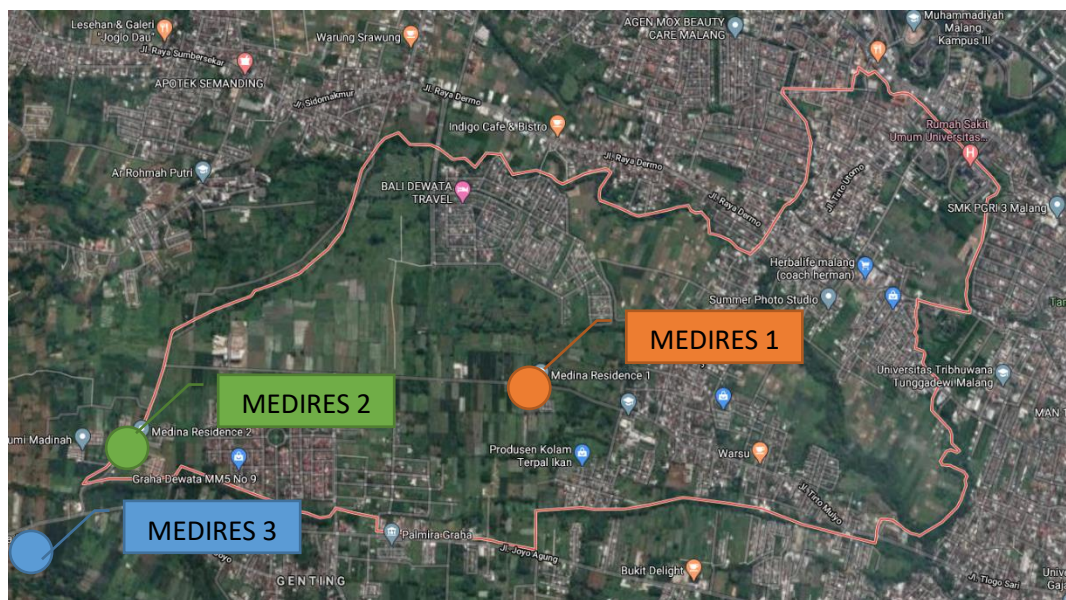 Lesehan & Galeri
"Joglo Dau"
Jl. Raya Sumbersekar
APOTEK SEMANDING
Warung Srawung
AGEN MOX BEAUTY
CARE MALANG
Muhammadiyah
Malang,
Kampus III
Jl. Sidomakmur
Jl. Raya Dermo
Indigo Cafe & Bistro
Rumah Sakit
Umum Universitas...
Jl. Raya Dermo
Ar Rohmah Putri
BALI DEWATA
TRAVEL
Jl. Tirto Utomo
Jl. Raya Dermo
SMK PGRI 3 Malang
Herbalife malang
(coach herman)
Summer Photo Studio
Tar
MEDIRES 1
Medina Residence 1
Universitas Tribhuwana
Tunggadewi Malang
MEDIRES 2
MAN
umi Madinah
Medina Residence 2
Produsen Kolam
Terpal Ikan
Warsu
Graha Dewata MM5 No 9
Jl. Tirto Mulyo
MEDIRES 3
Palmira Graha
Jl. Joyo Agung
Bukit Delight
GENTING
Jl. Tlogo Sari
Univ
Gaja